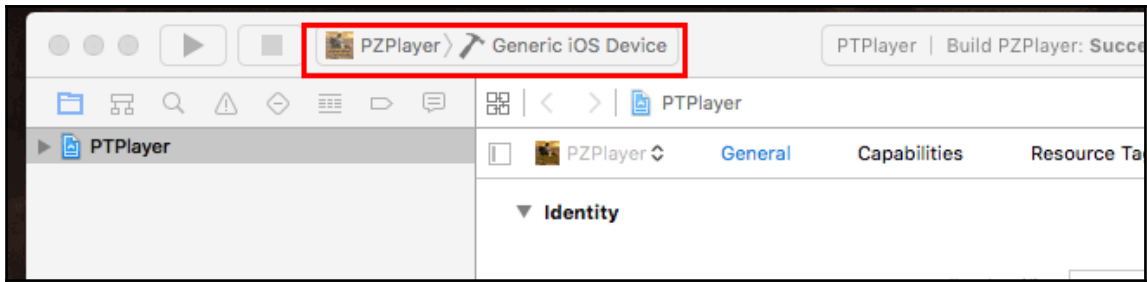 PZPlayer Generic iOS Device
PTPlayer | Build PZPlayer: Succe
PTPlayer
PTPlayer
PZPlayer General Capabilities Resource Ta
Identity